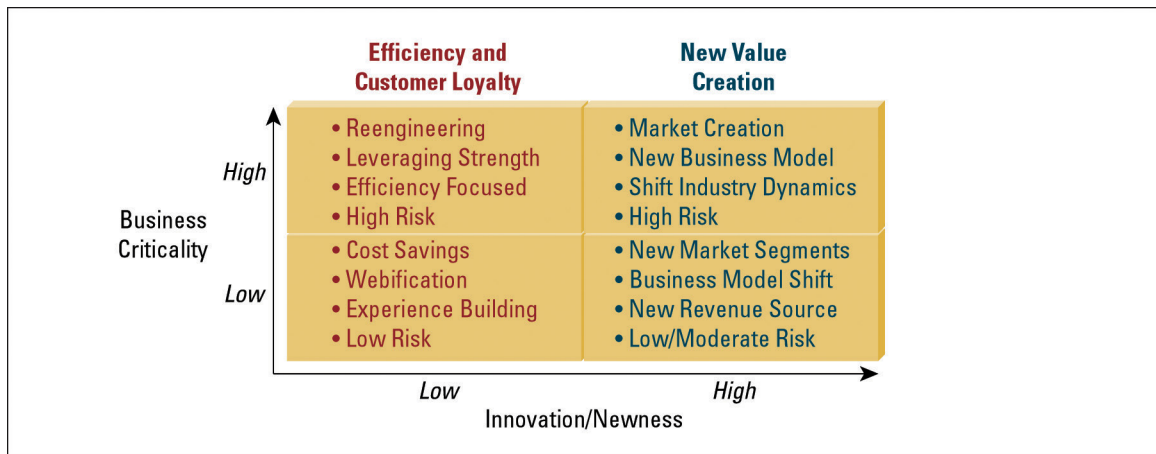 Efficiency and
Customer Loyalty
New Value
Creation
High
Business
Criticality
Low
• Reengineering
• Leveraging Strength
• Efficiency Focused
• High Risk
• Market Creation
• New Business Model
• Shift Industry Dynamics
• High Risk
• Cost Savings
• Webification
• Experience Building
• Low Risk
• New Market Segments
• Business Model Shift
• New Revenue Source
• Low/Moderate Risk
Low
High
Innovation/Newness